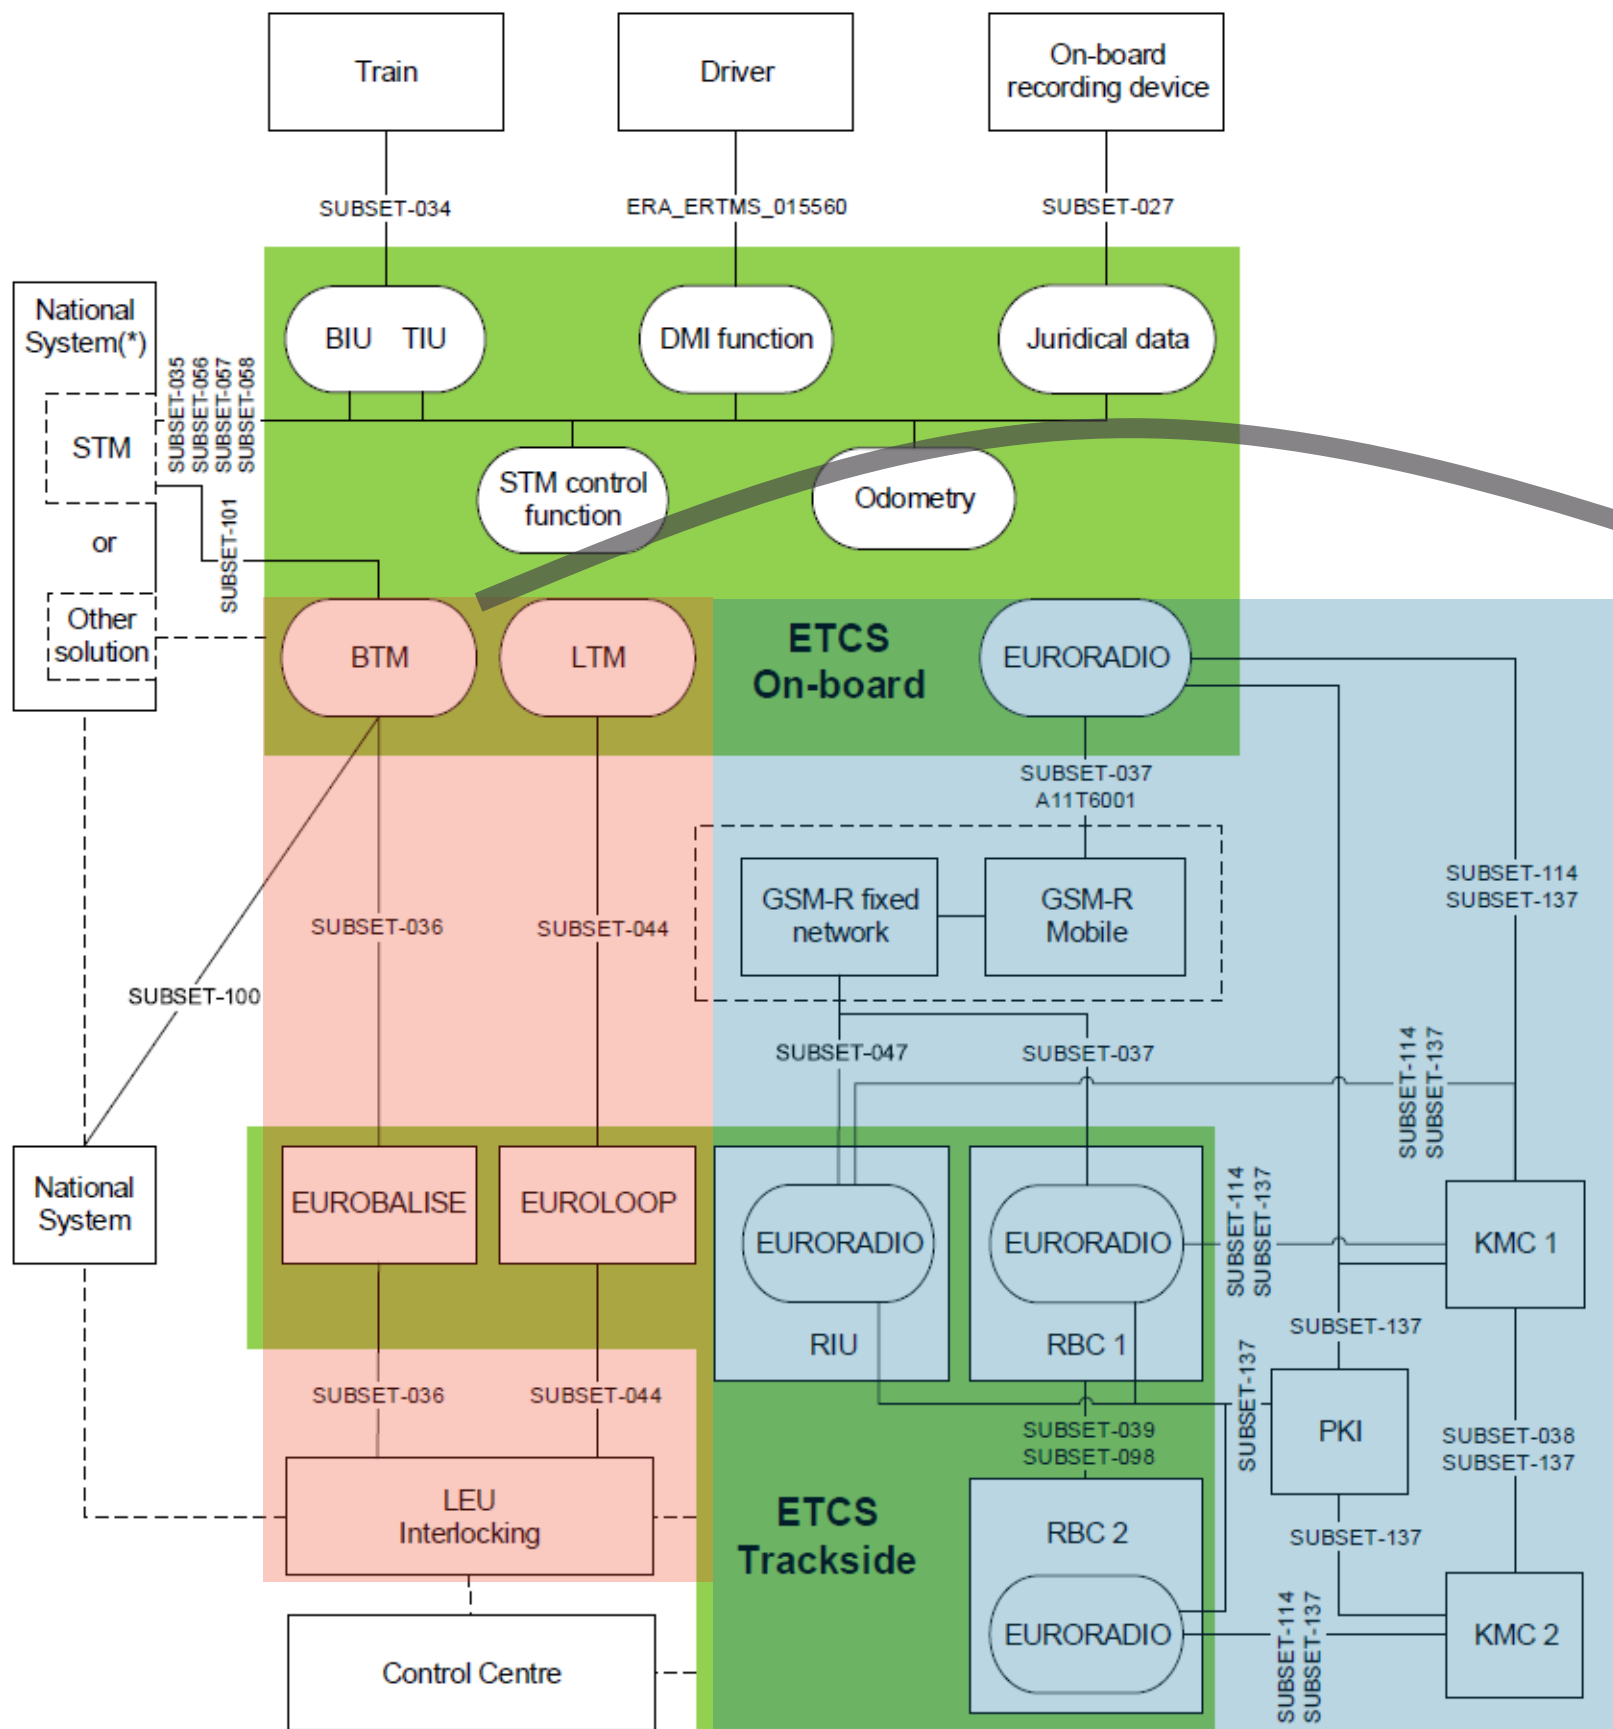 Train
Driver
On-board
recording device
SUBSET-034
ERA_ERTMS_015560
SUBSET-027
National
System(*)
BIU TIU
DMI function
Juridical data
SUBSET-035
SUBSET-056
SUBSET-057
SUBSET-058
STM
STM control
function
Odometry
or
SUBSET-101
Other
solution
BTM
LTM
ETCS
On-board
EURORADIO
SUBSET-037
A11T6001
GSM-R fixed
network
GSM-R
Mobile
SUBSET-114
SUBSET-137
SUBSET-036
SUBSET-044
SUBSET-100
SUBSET-047
SUBSET-037
SUBSET-114
SUBSET-137
National
System
EUROBALISE
EUROLOOP
EURORADIO
RIU
EURORADIO
RBC 1
SUBSET-114
SUBSET-137
KMC 1
SUBSET-137
SUBSET-036
SUBSET-044
SUBSET-039
SUBSET-098
SUBSET-137
PKI
SUBSET-038
SUBSET-137
LEU
Interlocking
ETCS
Trackside
RBC 2
EURORADIO
SUBSET-137
SUBSET-114
SUBSET-137
KMC 2
Control Centre